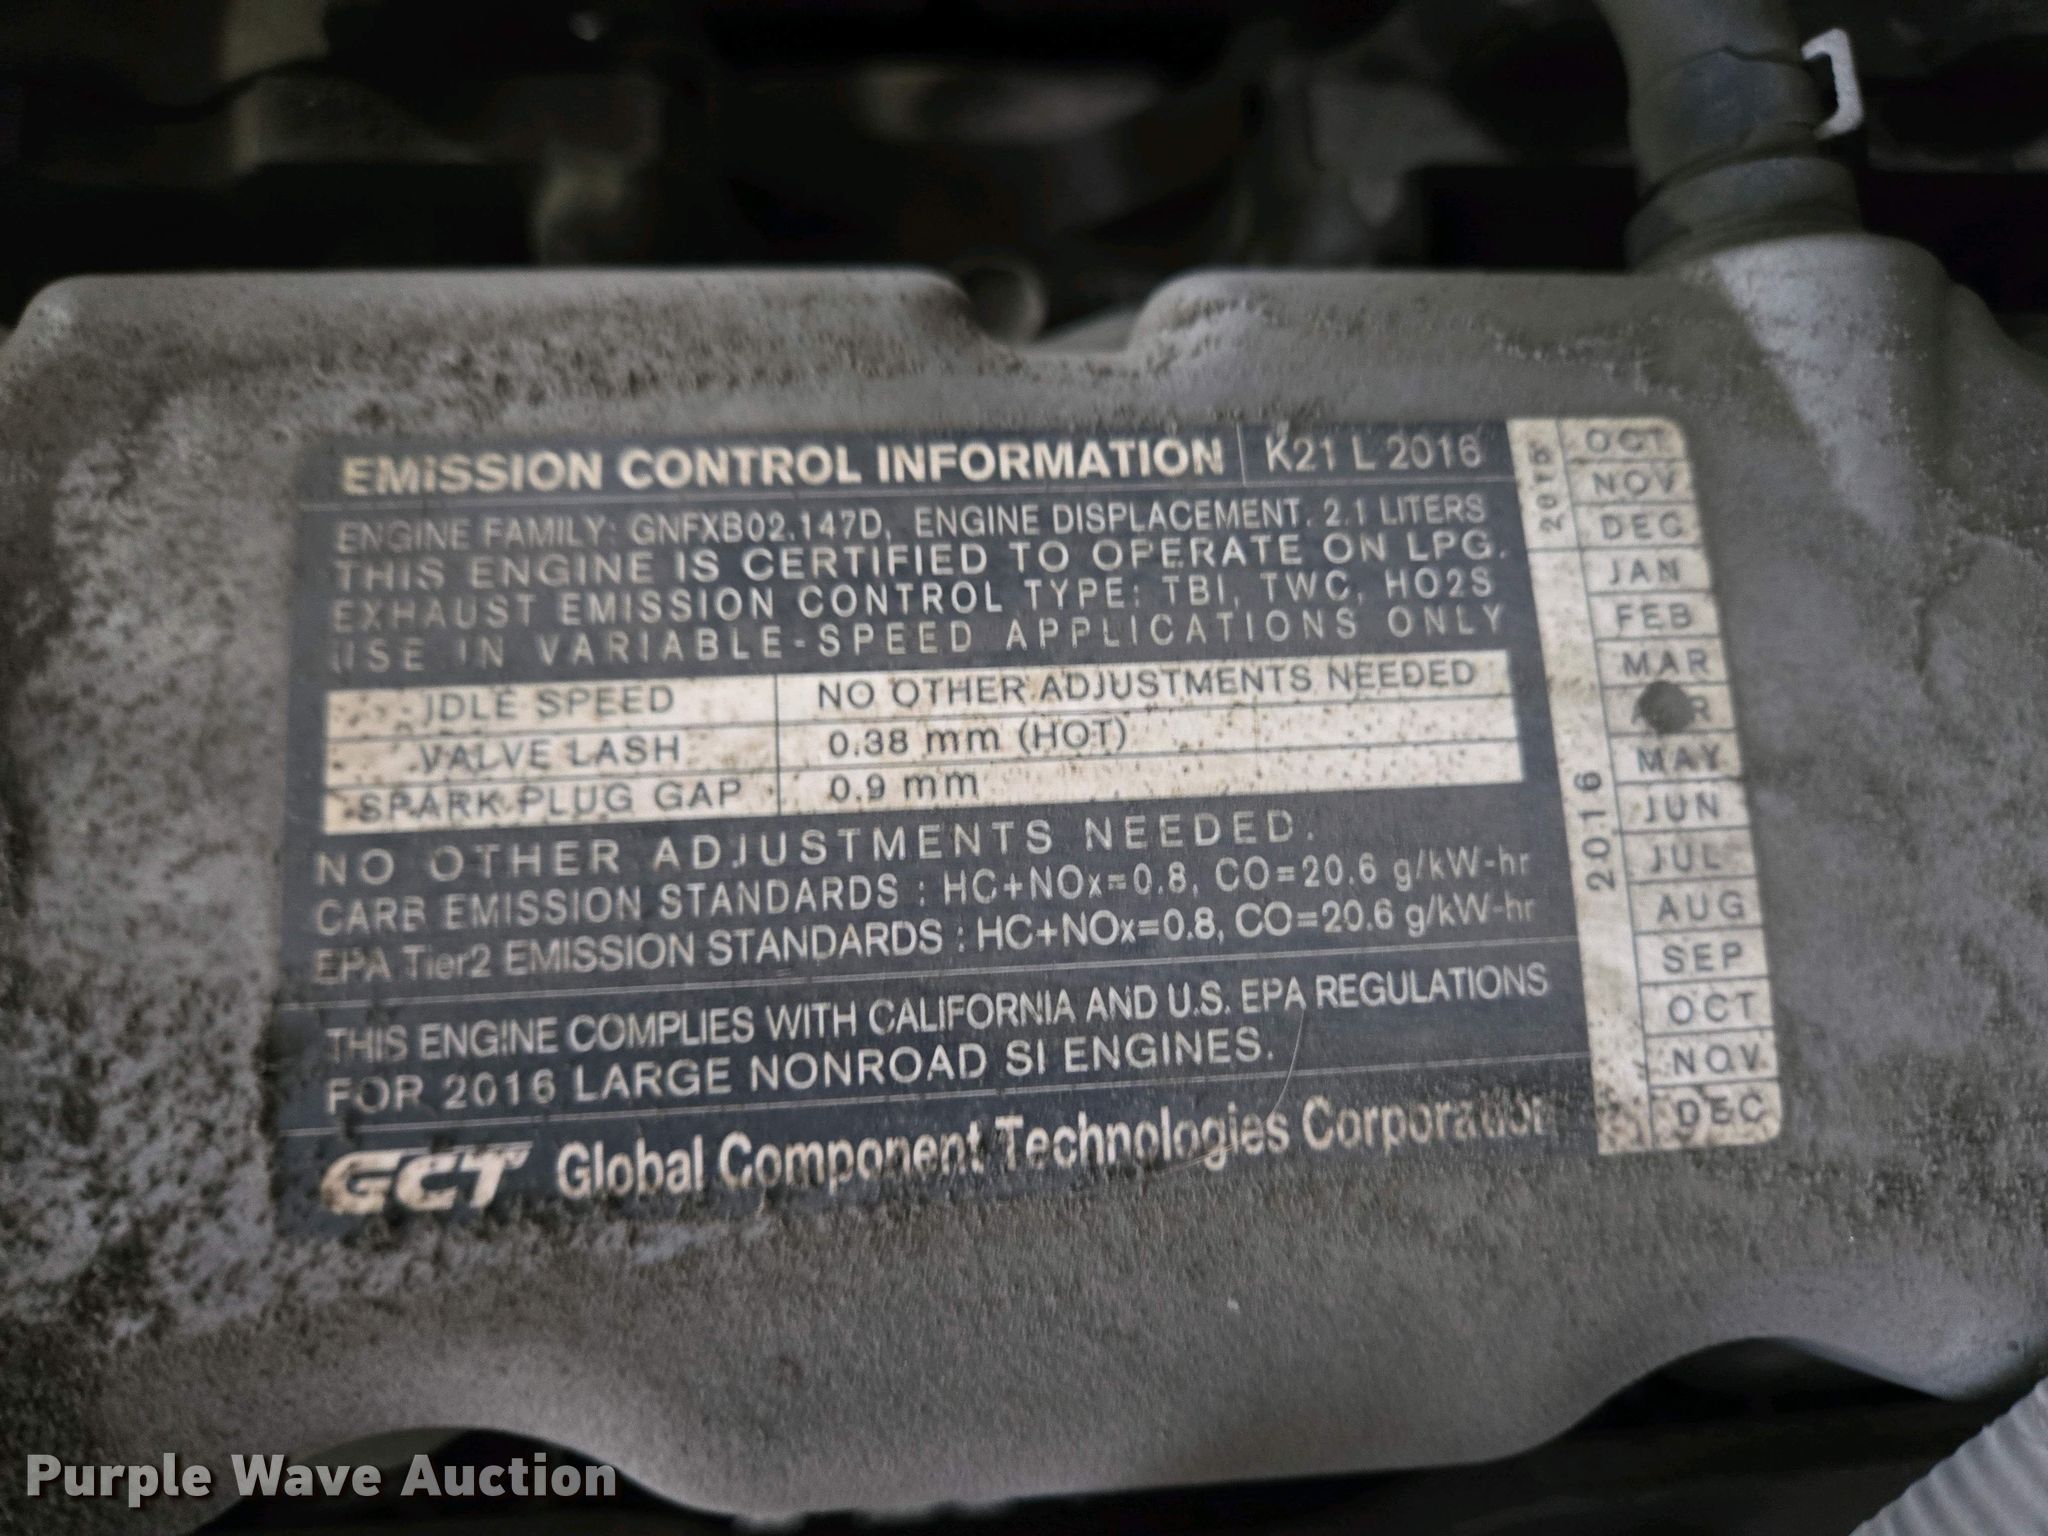 EMISSION CONTROL INFORMATION K21 L 2016
ENGINE FAMILY: GNFXB02.147D, ENGINE DISPLACEMENT. 2.1 LITERS
THIS ENGINE IS CERTIFIED TO OPERATE ON LPG.
EXHAUST EMISSION CONTROL TYPE: TBI, TWC, HO2S
USE IN VARIABLE-SPEED APPLICATIONS ONLY
IDLE SPEED NO OTHER ADJUSTMENTS NEEDED
VALVE LASH 0.38 mm (HOT)
SPARK PLUG GAP 0.9 mm
NO OTHER ADJUSTMENTS NEEDED.
CARB EMISSION STANDARDS : HC+NOx=0.8, CO=20.6 g/kW-hr
EPA Tier2 EMISSION STANDARDS : HC+NOx=0.8, CO=20.6 g/kW-hr
THIS ENGINE COMPLIES WITH CALIFORNIA AND U.S. EPA REGULATIONS
FOR 2016 LARGE NONROAD SI ENGINES.
GCT Global Component Technologies Corporation
2015
OCT
NOV
DEC
2016
JAN
FEB
MAR
APR
MAY
JUN
JUL
AUG
SEP
OCT
NOV
DEC
Purple Wave Auction